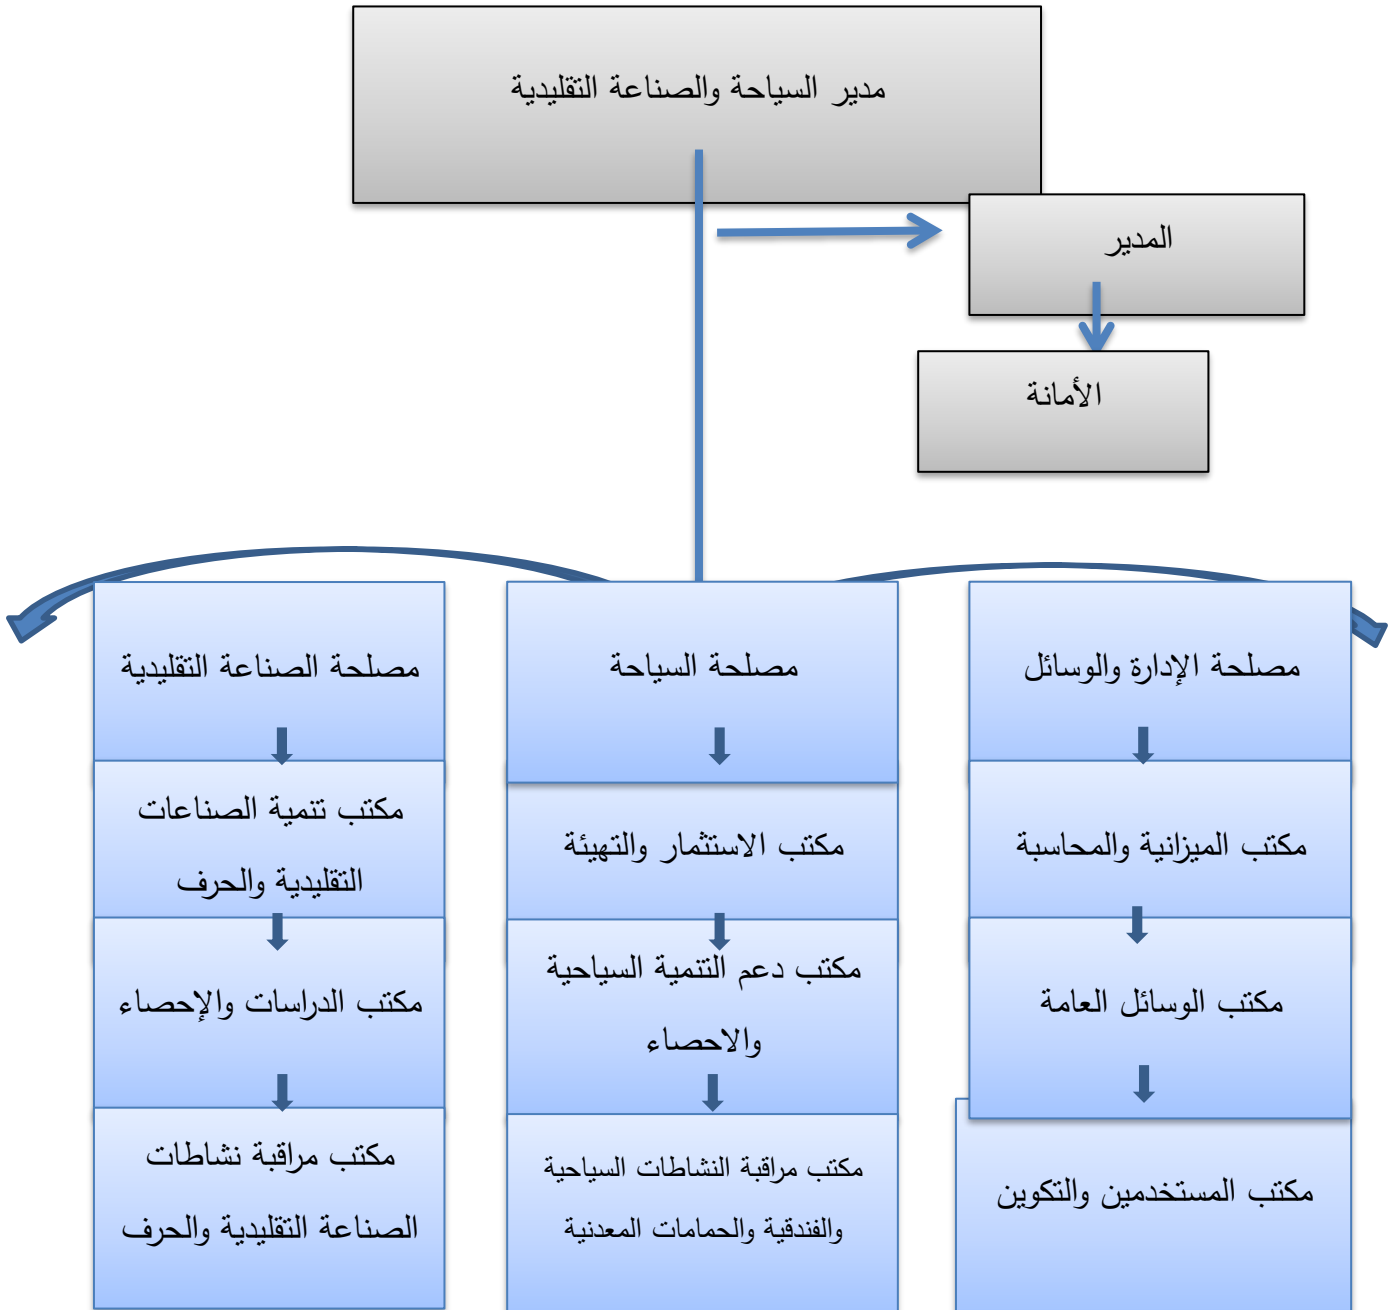 مدير السياحة والصناعة التقليدية
المدير
الأمانة
مصلحة الإدارة والوسائل
مكتب الميزانية والمحاسبة
مكتب الوسائل العامة
مكتب المستخدمين والتكوين
مصلحة السياحة
مكتب الاستثمار والتهيئة
مكتب دعم التنمية السياحية
والاحصاء
مكتب مراقبة النشاطات السياحية
والفندقية والحمامات المعدنية
مصلحة الصناعة التقليدية
مكتب تنمية الصناعات
التقليدية والحرف
مكتب الدراسات والإحصاء
مكتب مراقبة نشاطات
الصناعة التقليدية والحرف